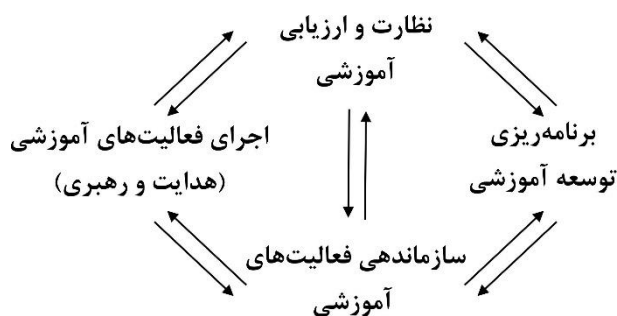 نظارت و ارزیابی
آموزشی
برنامه‌ریزی
توسعه آموزشی
اجرای فعالیت‌های آموزشی
(هدایت و رهبری)
سازماندهی فعالیت‌های
آموزشی